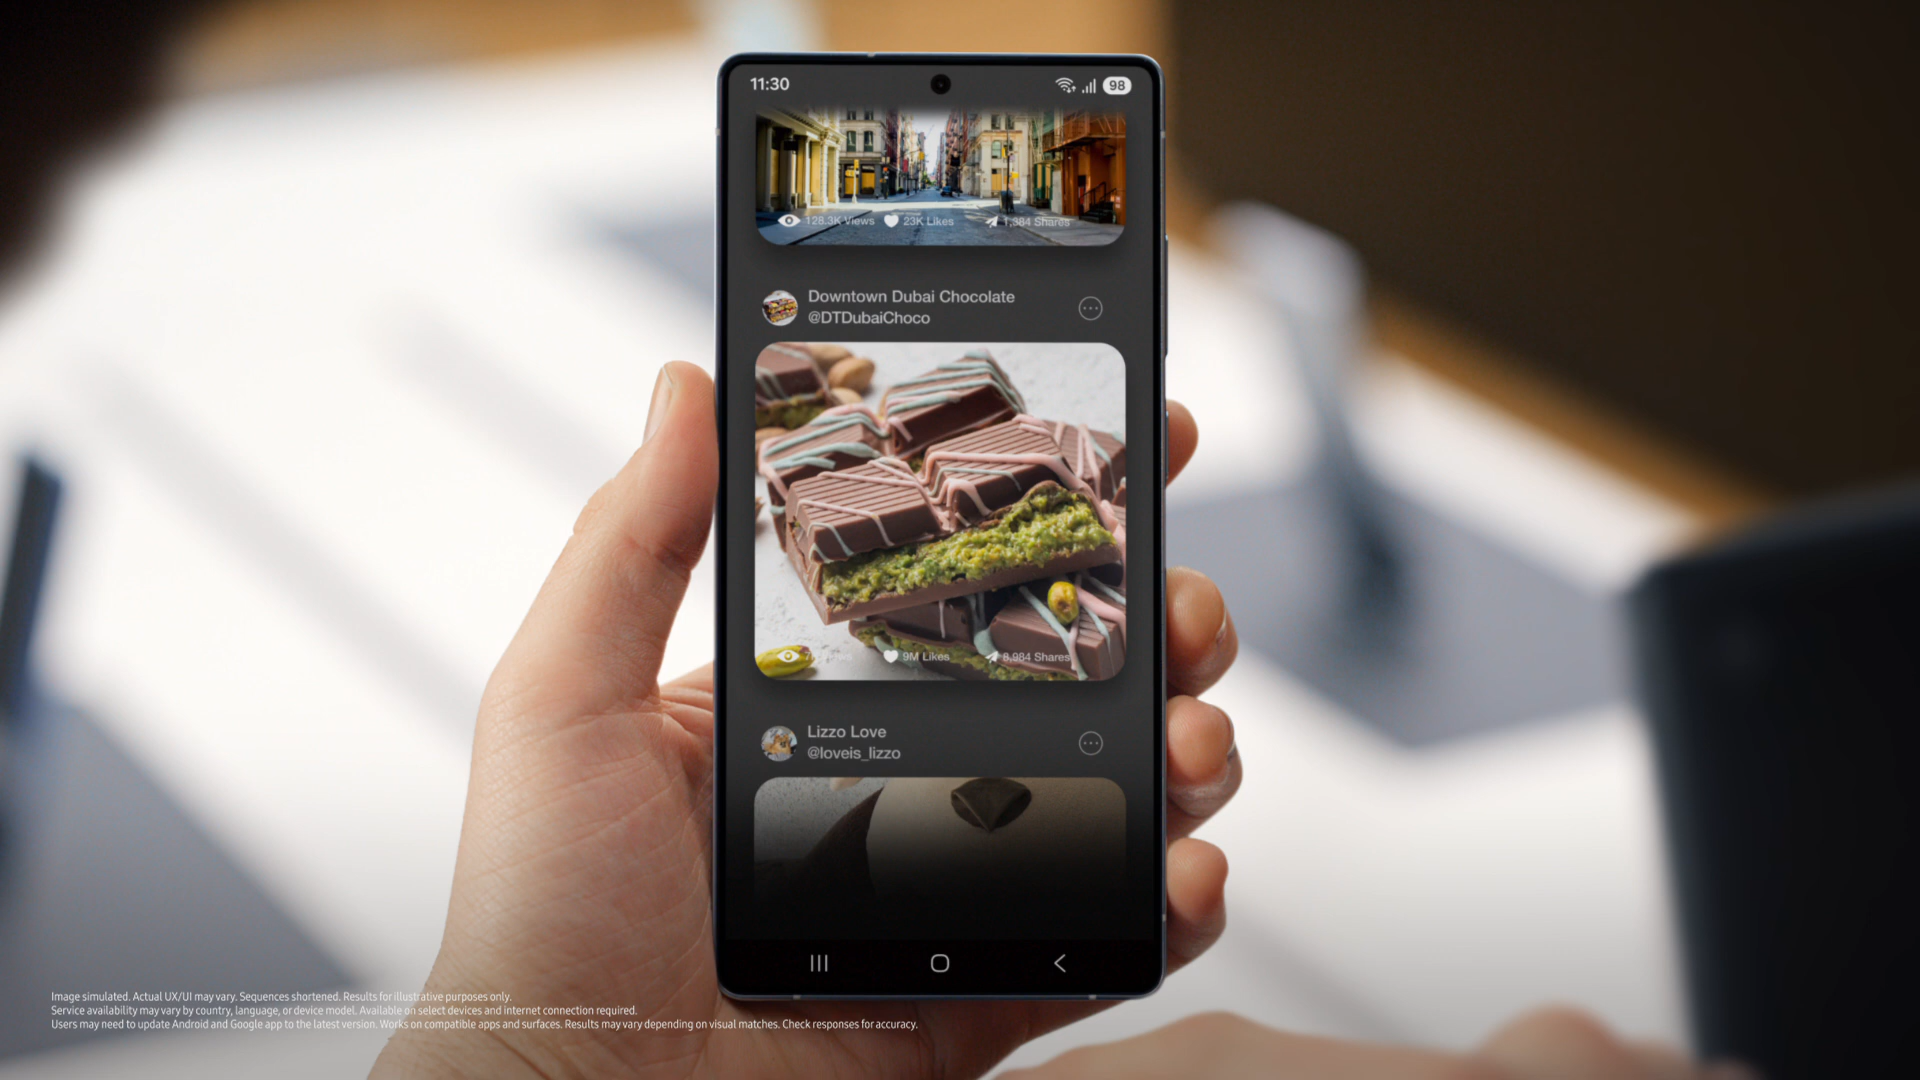 11:30
98
128.3K Views 23K Likes 1,384 Shares
Downtown Dubai Chocolate
@DTDubaiChoco
9M Likes 8,984 Shares
Lizzo Love
@loveis_lizzo
Image simulated. Actual UX/UI may vary. Sequences shortened. Results for illustrative purposes only.
Service availability may vary by country, language, or device model. Available on select devices and internet connection required.
Users may need to update Android and Google app to the latest version. Works on compatible apps and surfaces. Results may vary depending on visual matches. Check responses for accuracy.